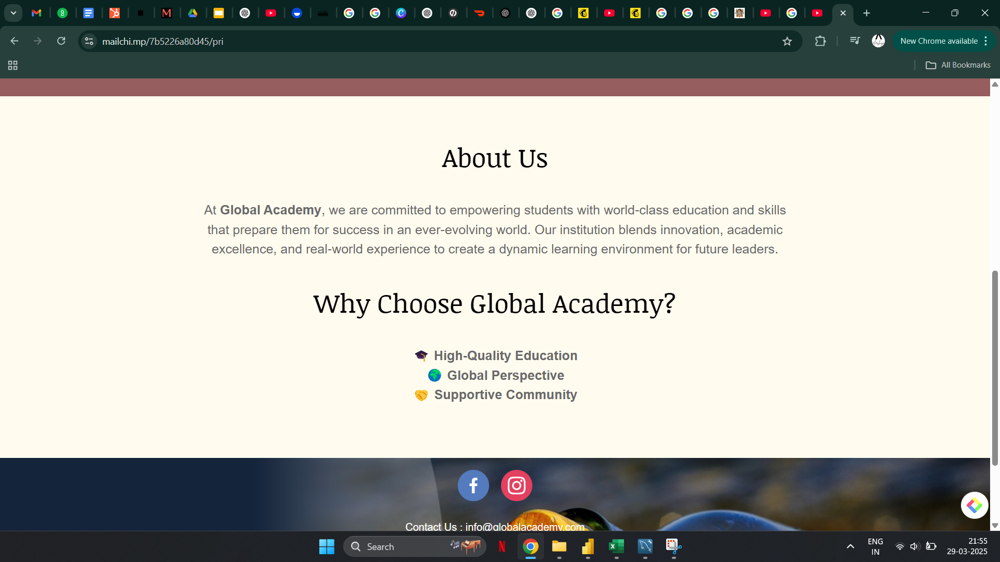 mailchi.mp/7b5226a80d45/pri
New Chrome available
All Bookmarks
About Us
At Global Academy, we are committed to empowering students with world-class education and skills
that prepare them for success in an ever-evolving world. Our institution blends innovation, academic
excellence, and real-world experience to create a dynamic learning environment for future leaders.
Why Choose Global Academy?
High-Quality Education
Global Perspective
Supportive Community
Contact Us : info@globalacademy.com
Search
ENG
IN
21:55
29-03-2025